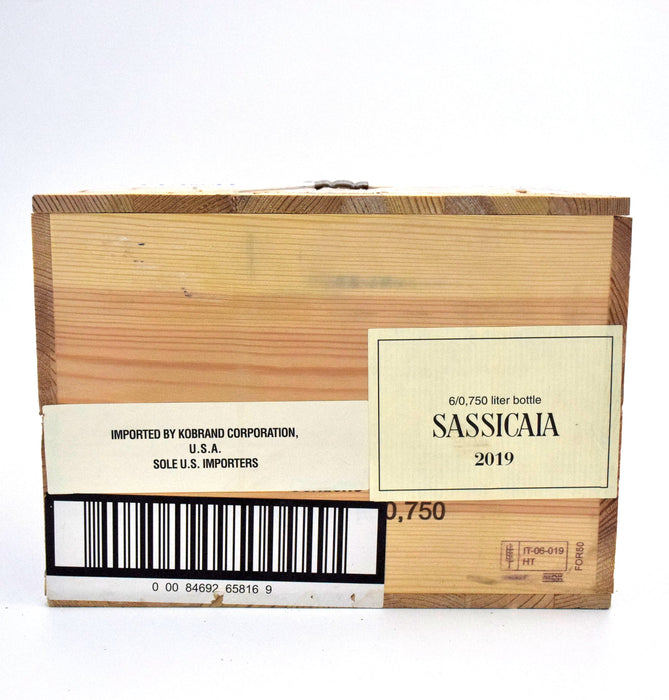 6/0,750 liter bottle
SASSICAIA
2019
IMPORTED BY KOBRAND CORPORATION,
U.S.A.
SOLE U.S. IMPORTERS
0,750
IT-06-019
HT
FOR50
0 00 84692 65816 9